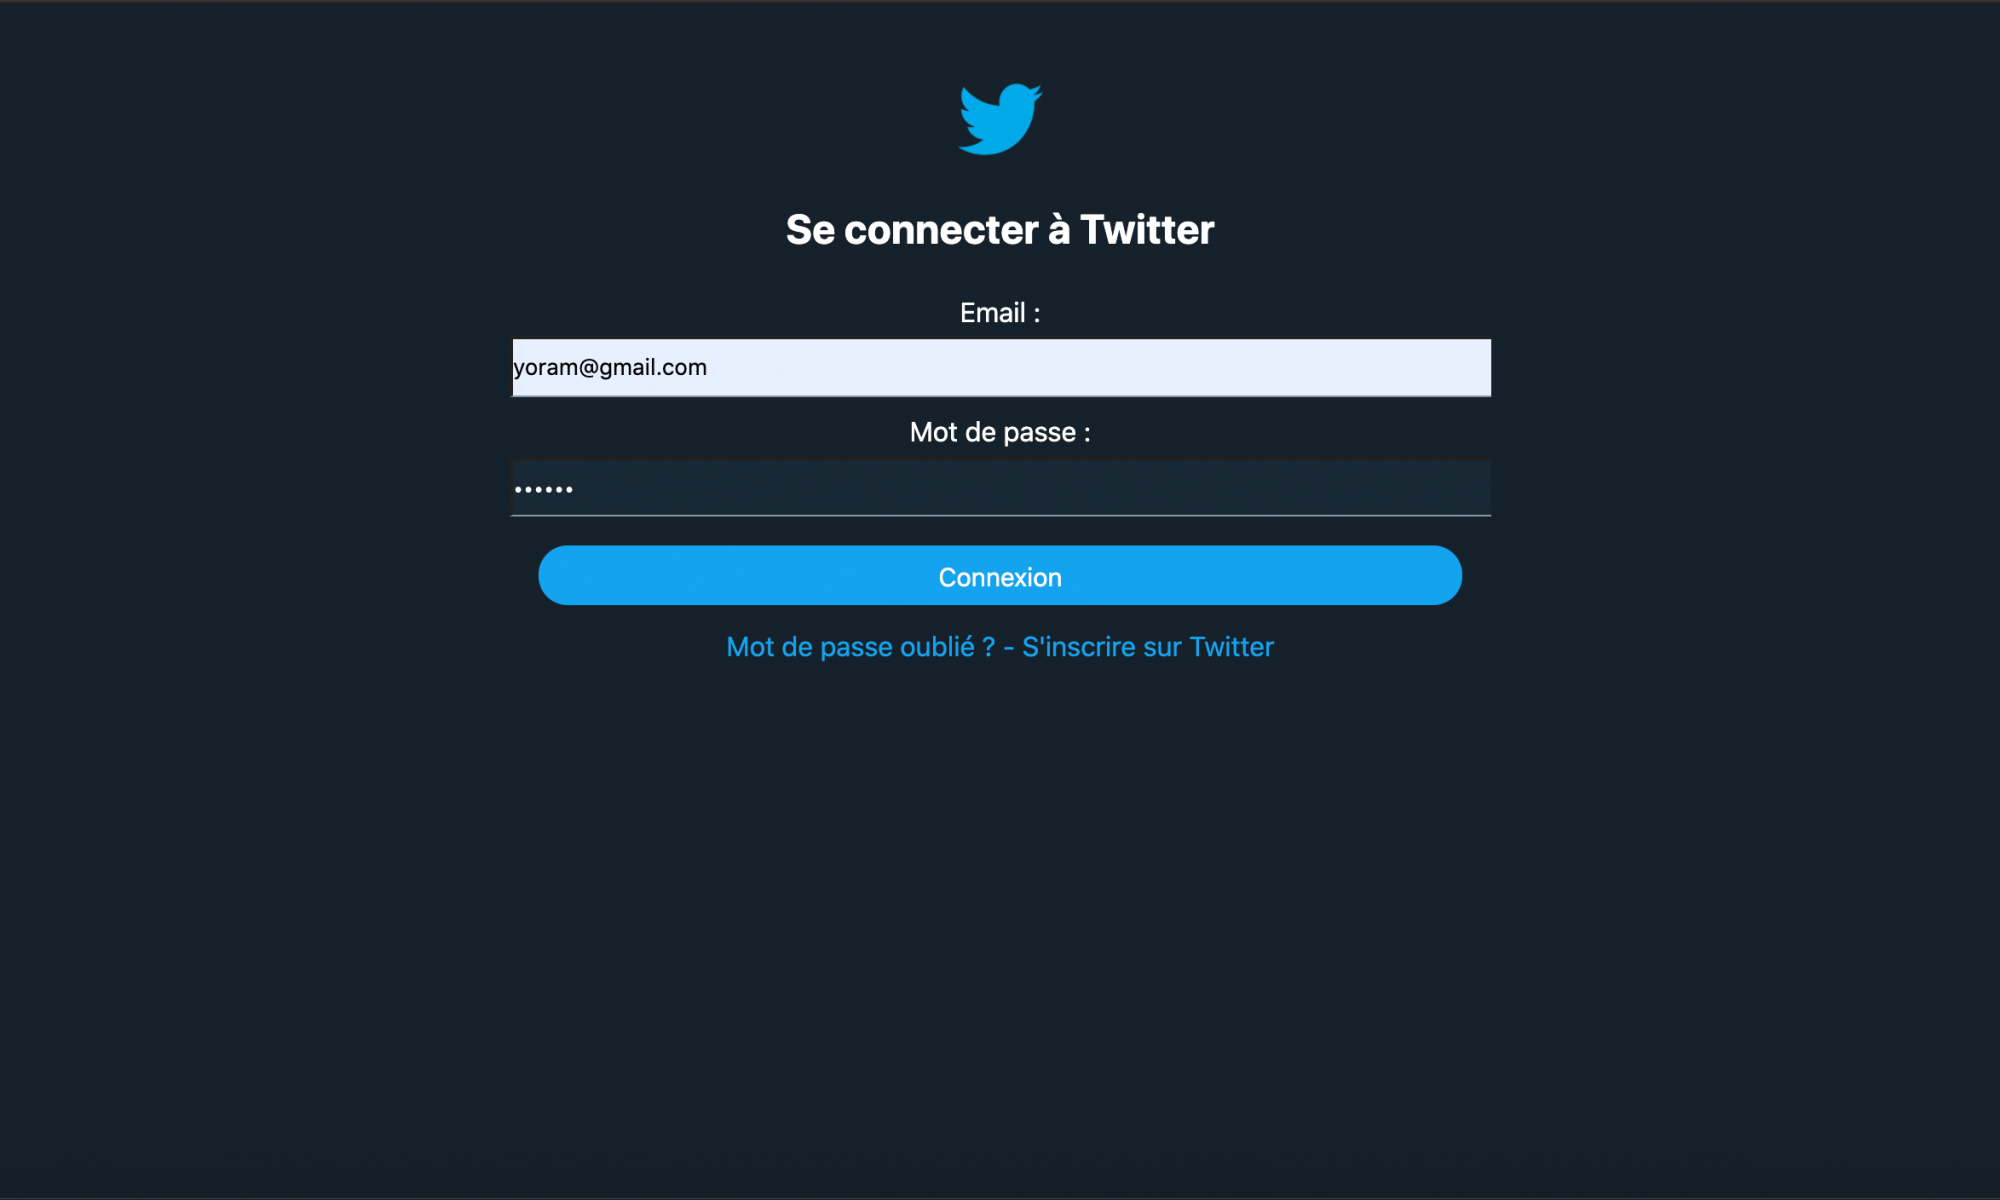 Se connecter à Twitter
Email :
yoram@gmail.com
Mot de passe :
••••••
Connexion
Mot de passe oublié ? - S'inscrire sur Twitter